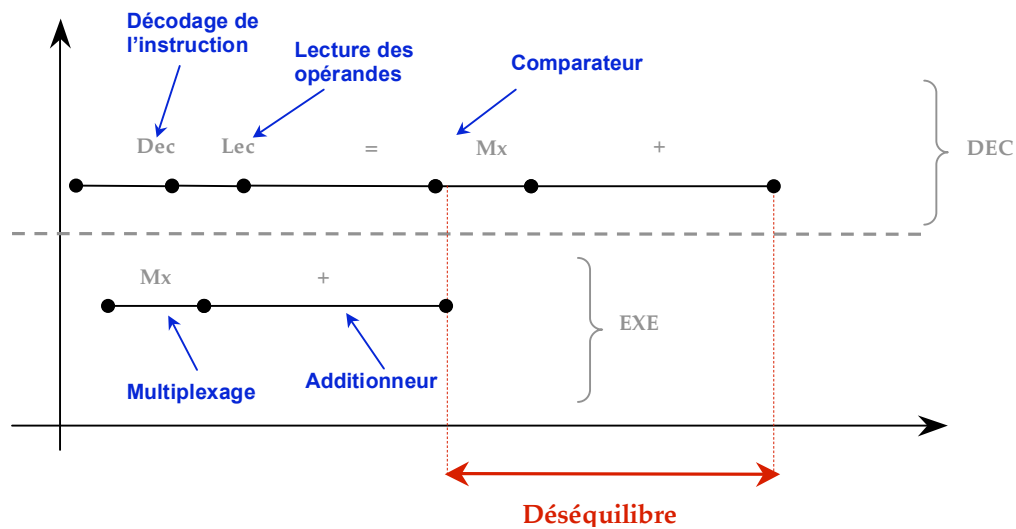 Décodage de
l'instruction
Lecture des
opérandes
Comparateur
Dec Lec = Mx +
DEC
Mx +
EXE
Multiplexage
Additionneur
Déséquilibre